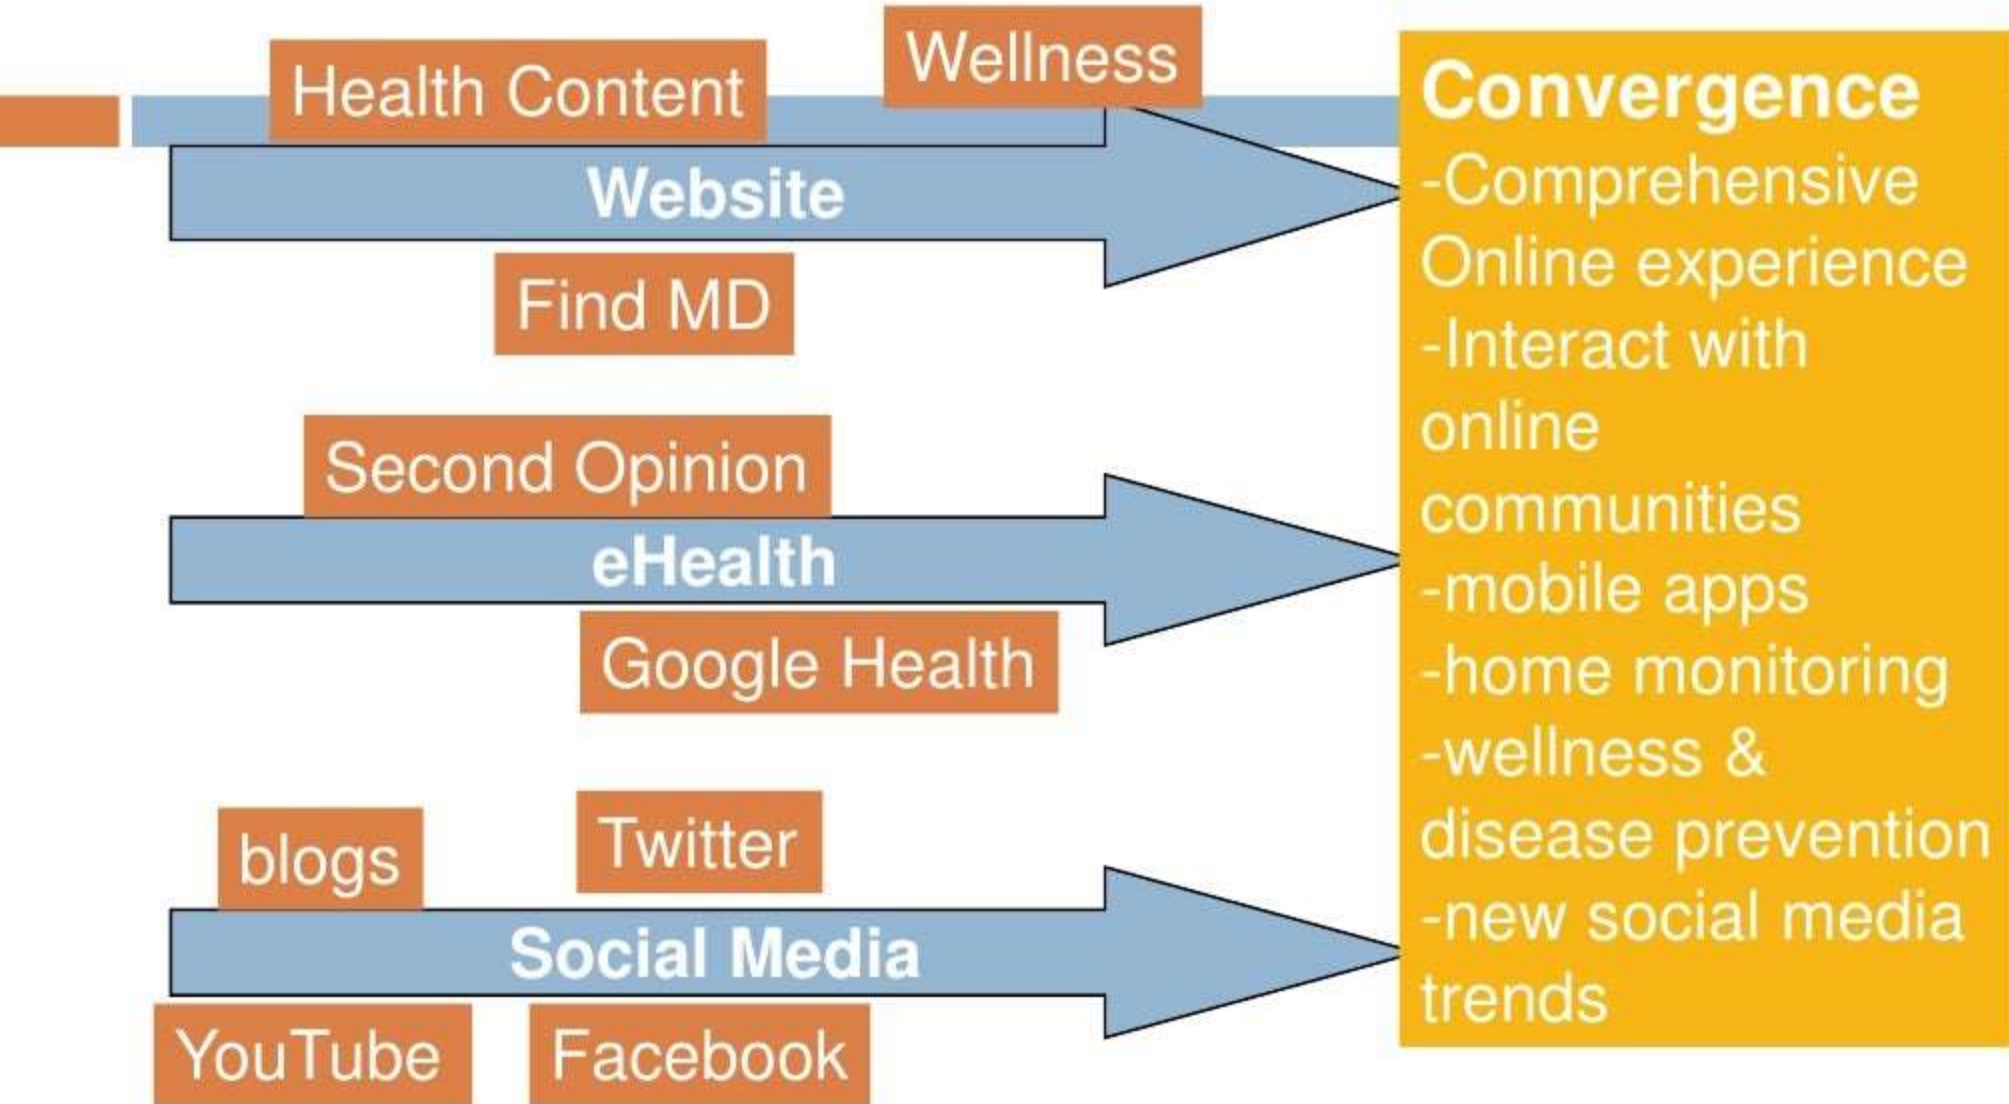 Health Content
Wellness
Website
Find MD
Second Opinion
eHealth
Google Health
blogs
Twitter
Social Media
YouTube
Facebook
Convergence
-Comprehensive
Online experience
-Interact with
online
communities
-mobile apps
-home monitoring
-wellness &
disease prevention
-new social media
trends